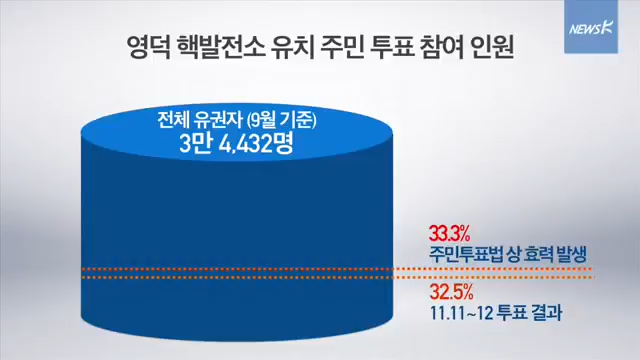 NEWSK
영덕 핵발전소 유치 주민 투표 참여 인원
전체 유권자 (9월 기준)
3만 4,432명
33.3%
주민투표법 상 효력 발생
32.5%
11.11~12 투표 결과